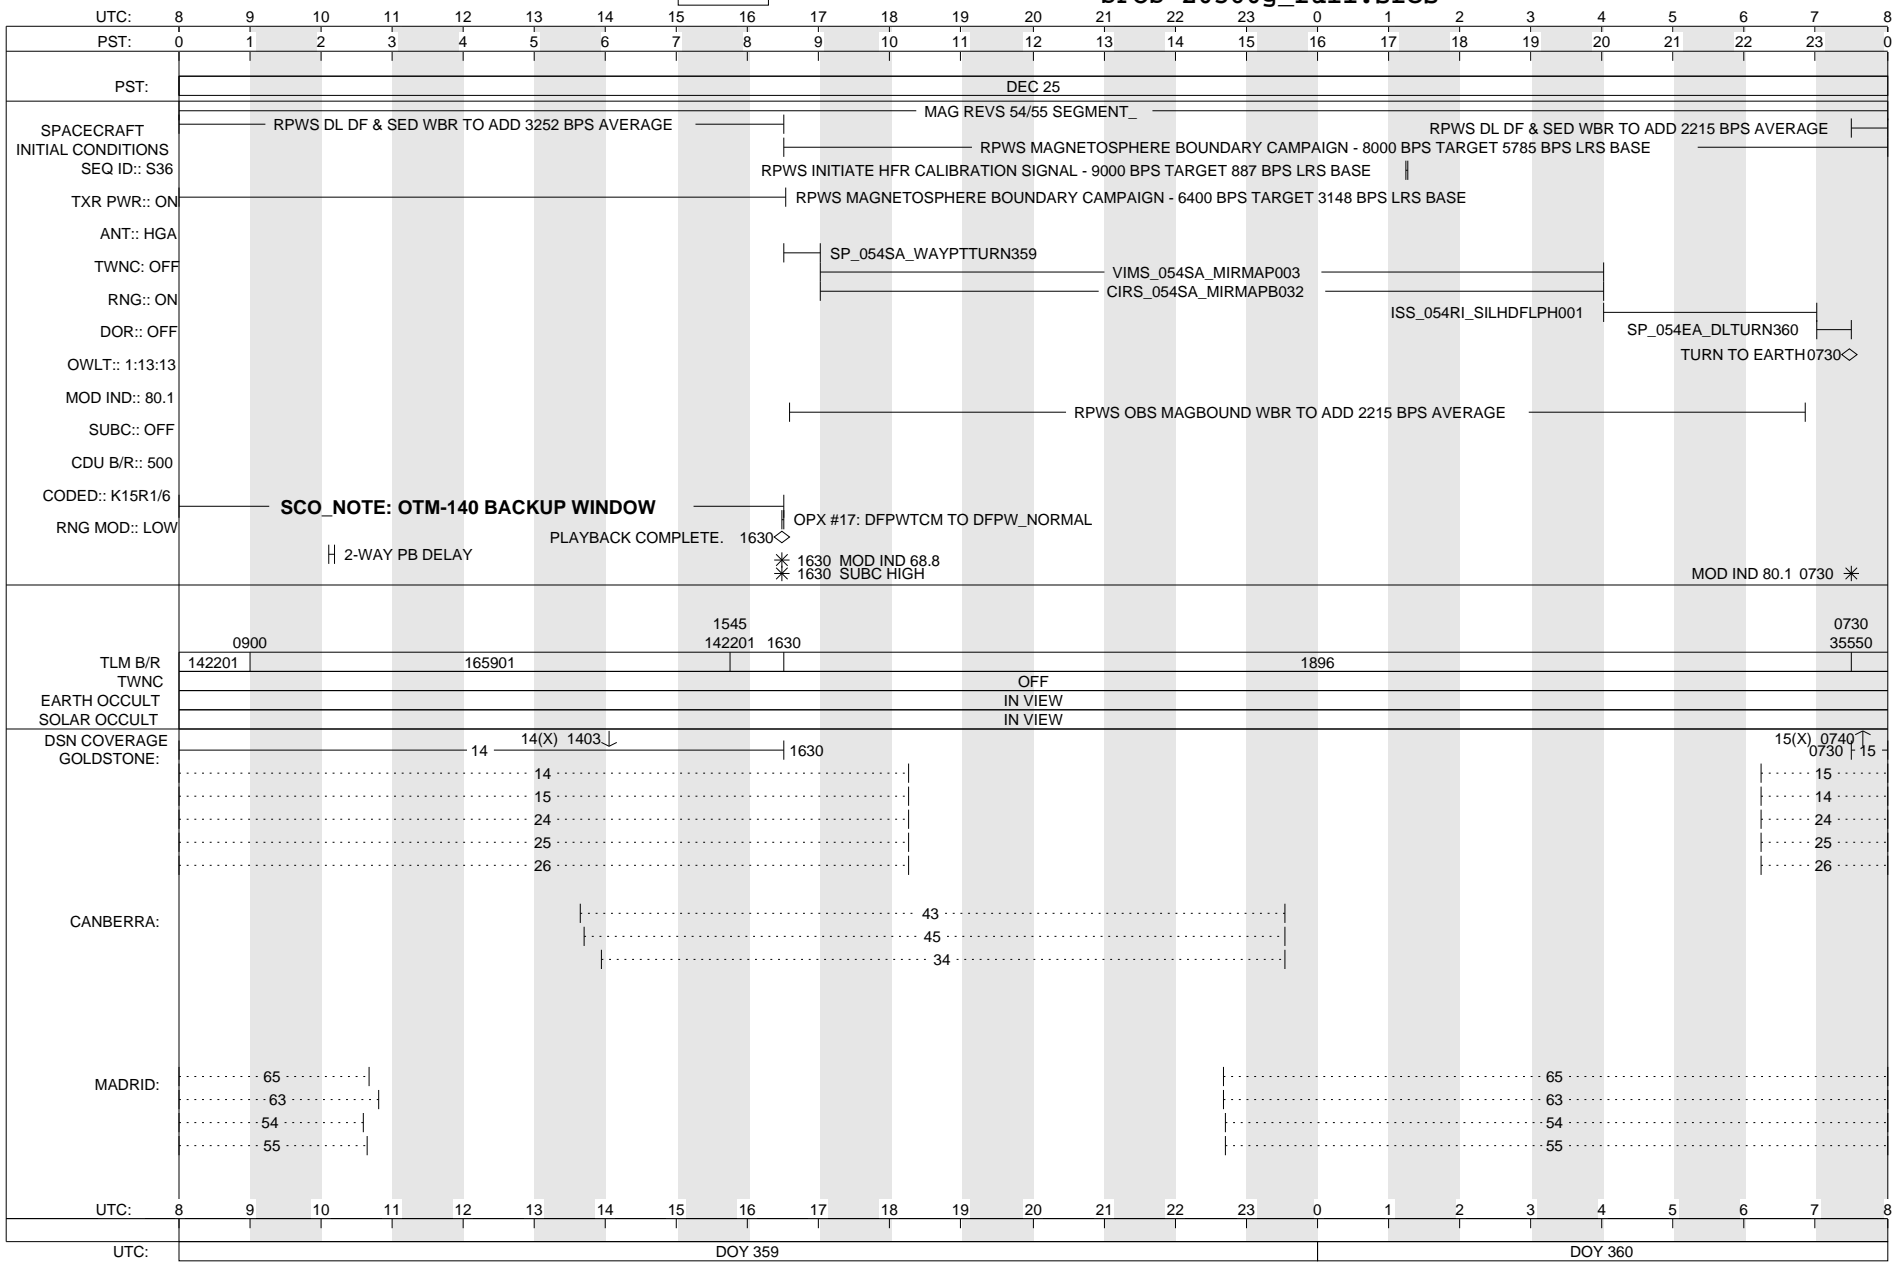 UTC: 8 9 10 11 12 13 14 15 16 17 18 19 20 21 22 23 0 1 2 3 4 5 6 7 8
PST: 0 1 2 3 4 5 6 7 8 9 10 11 12 13 14 15 16 17 18 19 20 21 22 23 0
PST: DEC 25
MAG REVS 54/55 SEGMENT_
SPACECRAFT
INITIAL CONDITIONS
SEQ ID:: S36
TXR PWR:: ON
ANT:: HGA
TWNC: OFF
RNG:: ON
DOR:: OFF
OWLT:: 1:13:13
MOD IND:: 80.1
SUBC:: OFF
CDU B/R:: 500
CODED:: K15R1/6
RNG MOD:: LOW
RPWS DL DF & SED WBR TO ADD 3252 BPS AVERAGE
RPWS DL DF & SED WBR TO ADD 2215 BPS AVERAGE
RPWS MAGNETOSPHERE BOUNDARY CAMPAIGN - 8000 BPS TARGET 5785 BPS LRS BASE
RPWS INITIATE HFR CALIBRATION SIGNAL - 9000 BPS TARGET 887 BPS LRS BASE
RPWS MAGNETOSPHERE BOUNDARY CAMPAIGN - 6400 BPS TARGET 3148 BPS LRS BASE
SP_054SA_WAYPTTURN359
VIMS_054SA_MIRMAP003
CIRS_054SA_MIRMAPB032
ISS_054RI_SILHDFLPH001
SP_054EA_DLTURN360
TURN TO EARTH 0730
RPWS OBS MAGBOUND WBR TO ADD 2215 BPS AVERAGE
SCO_NOTE: OTM-140 BACKUP WINDOW
OPX #17: DFPWTCM TO DFPW_NORMAL
PLAYBACK COMPLETE. 1630
2-WAY PB DELAY
1630 MOD IND 68.8
1630 SUBC HIGH
MOD IND 80.1 0730
1545 0730
0900 142201 1630 35550
TLM B/R 142201 165901 1896
TWNC OFF
EARTH OCCULT IN VIEW
SOLAR OCCULT IN VIEW
DSN COVERAGE
14(X) 1403 15(X) 0740
GOLDSTONE: 14 1630 0730 15
14 15
15 14
24 24
25 25
26 26
CANBERRA: 43
45
34
MADRID: 65 65
63 63
54 54
55 55
UTC: 8 9 10 11 12 13 14 15 16 17 18 19 20 21 22 23 0 1 2 3 4 5 6 7 8
UTC: DOY 359 DOY 360